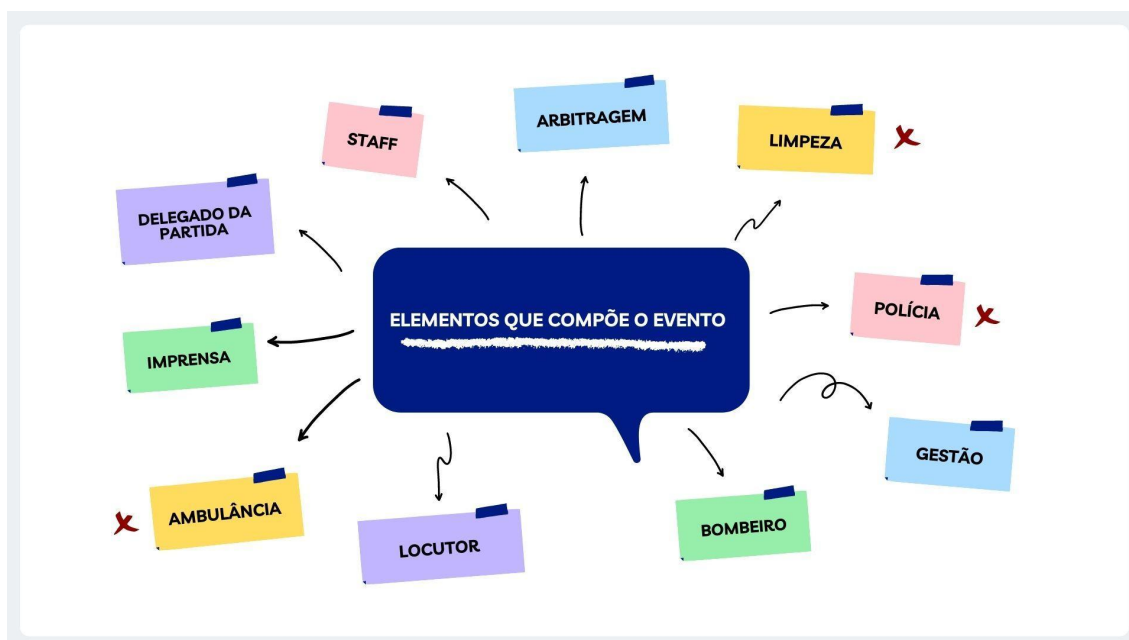 ARBITRAGEM
STAFF
LIMPEZA
DELEGADO DA
PARTIDA
ELEMENTOS QUE COMPÕE O EVENTO
POLÍCIA
IMPRENSA
GESTÃO
AMBULÂNCIA
LOCUTOR
BOMBEIRO